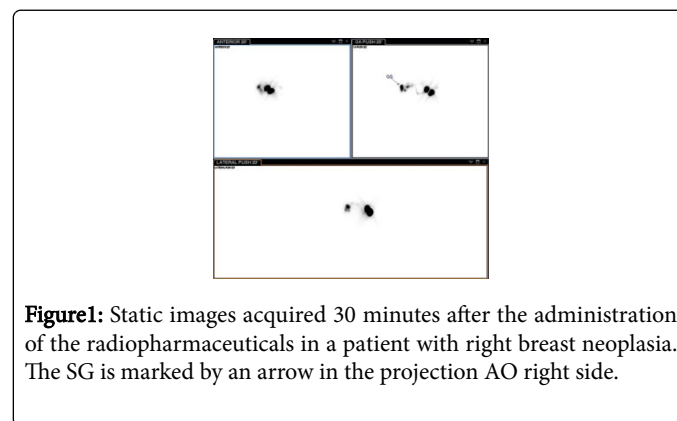 ANTERIOR 30'
OA PUSH 30'
LATERAL PUSH 30'
Figure1: Static images acquired 30 minutes after the administration
of the radiopharmaceuticals in a patient with right breast neoplasia.
The SG is marked by an arrow in the projection AO right side.